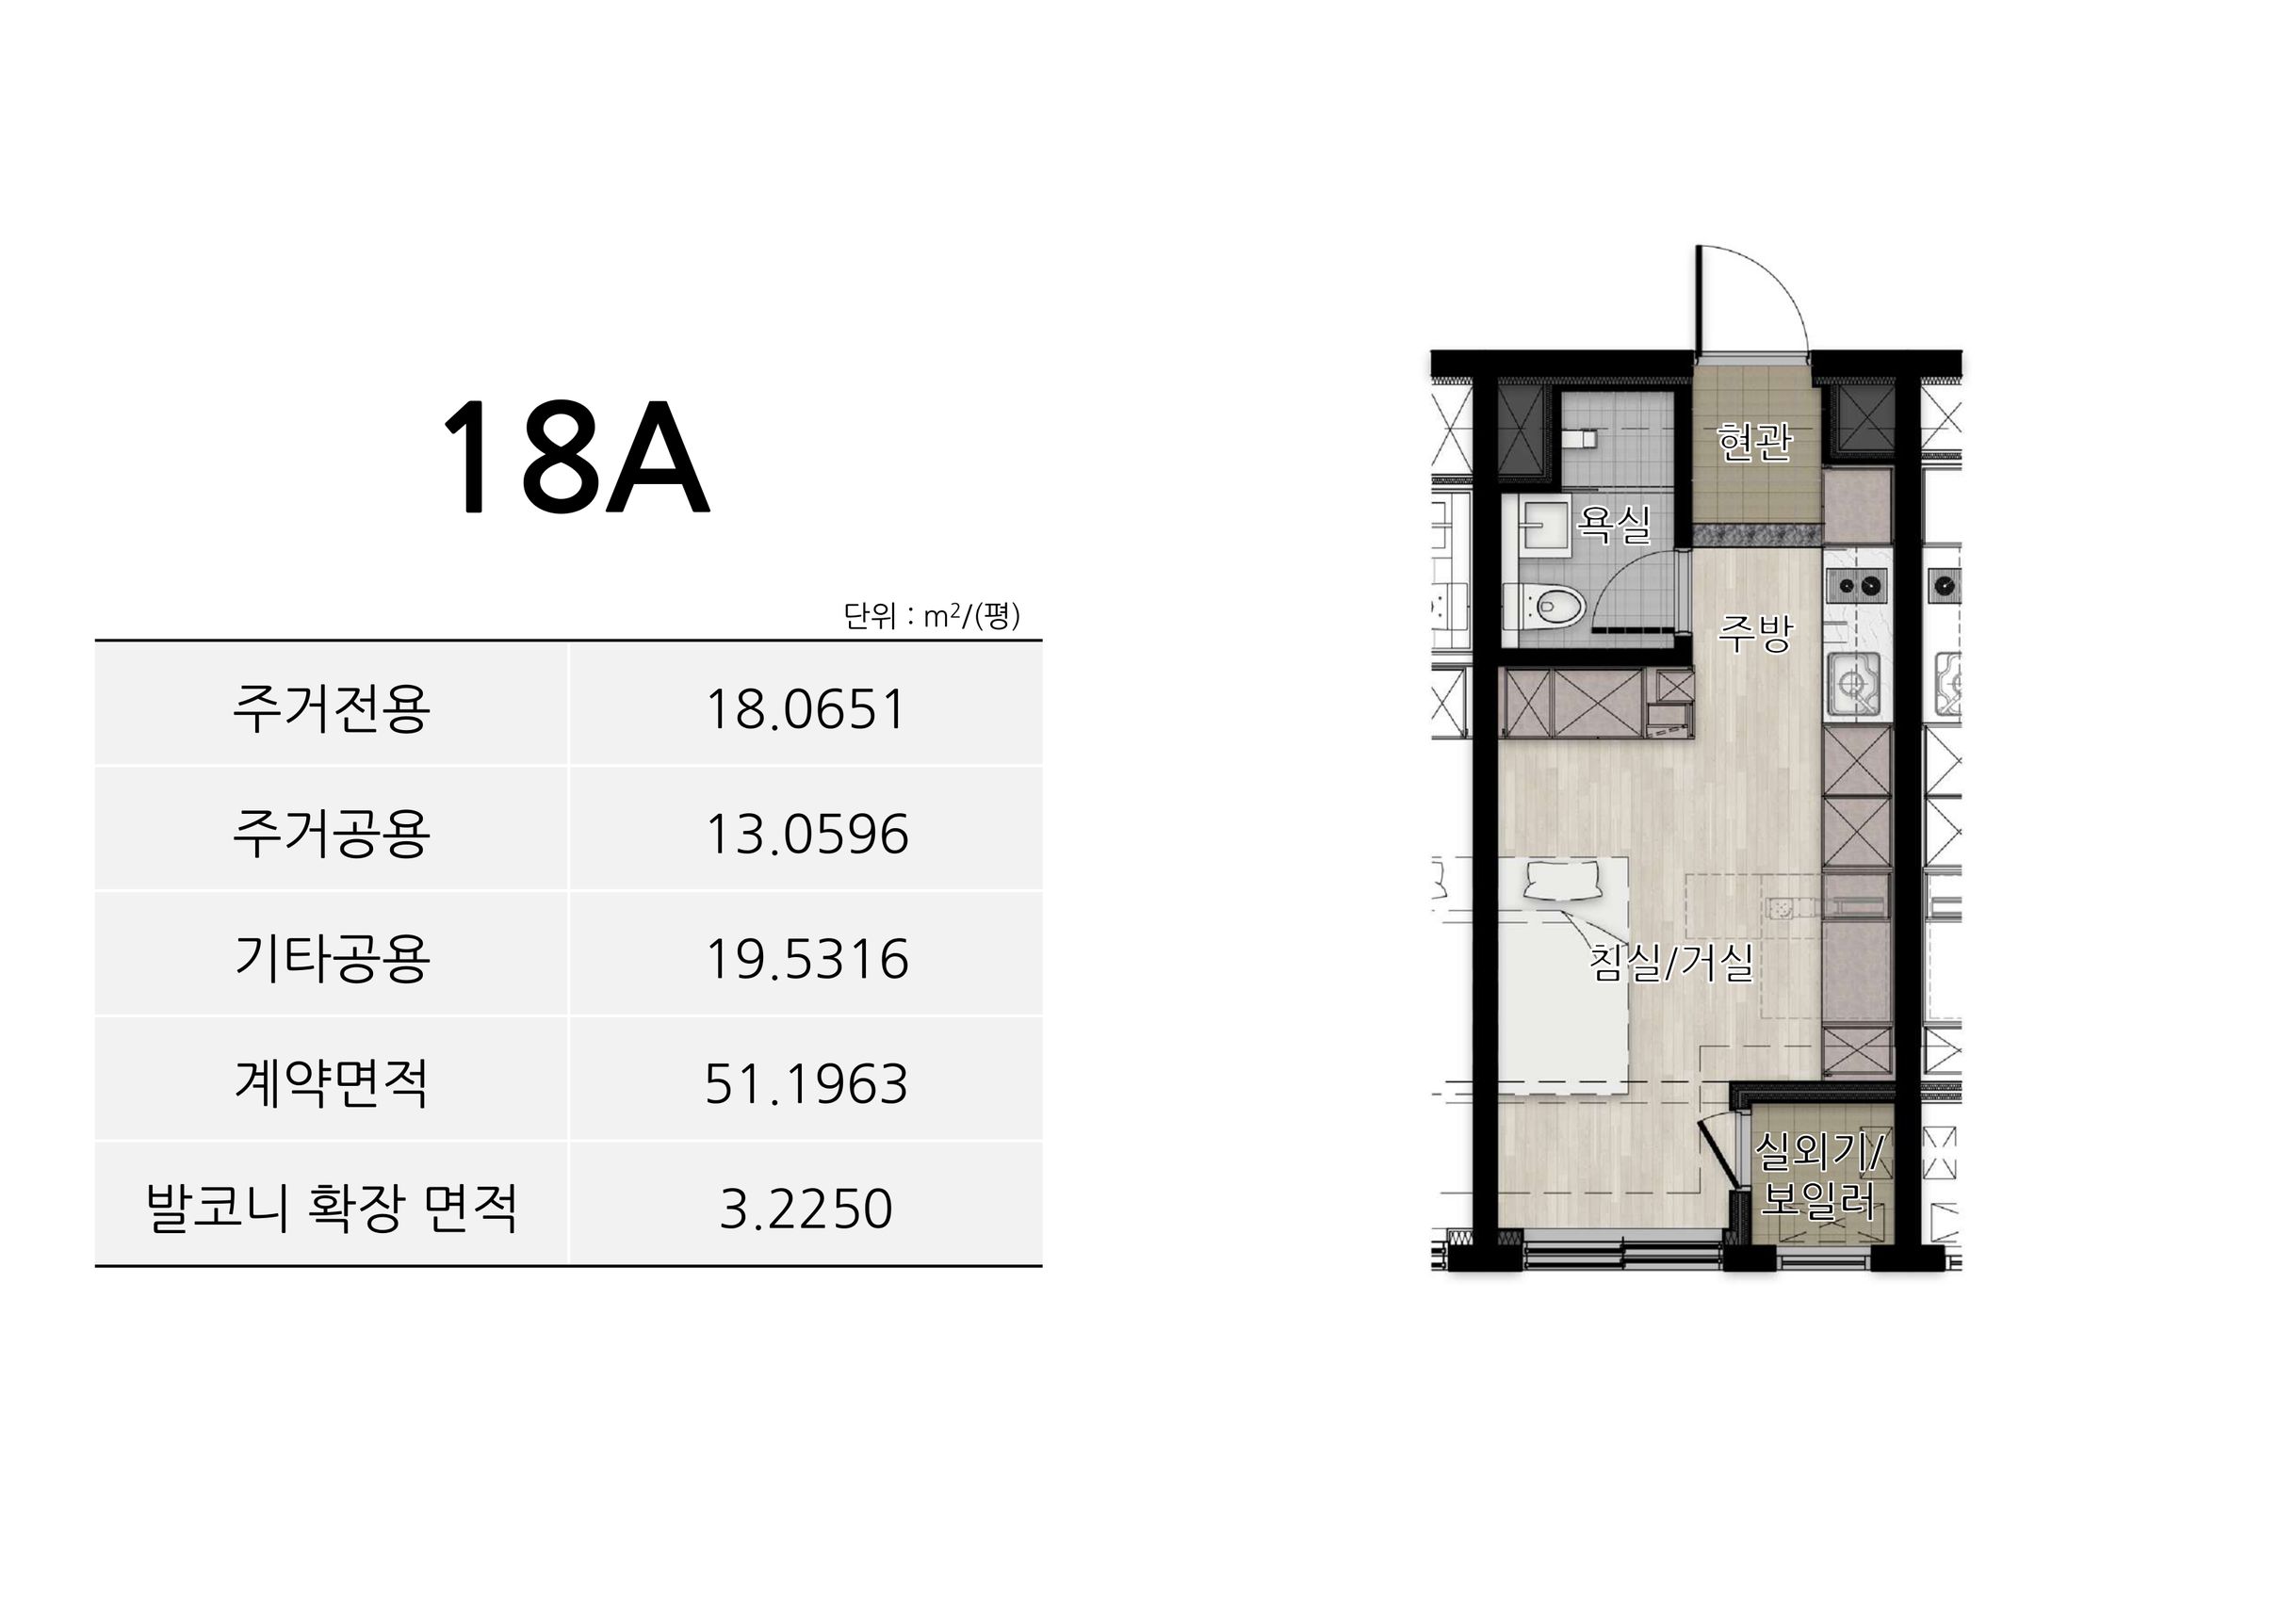 18A
단위 : m²/(평)
주거전용 18.0651
주거공용 13.0596
기타공용 19.5316
계약면적 51.1963
발코니 확장 면적 3.2250
현관
욕실
주방
침실/거실
실외기/
보일러